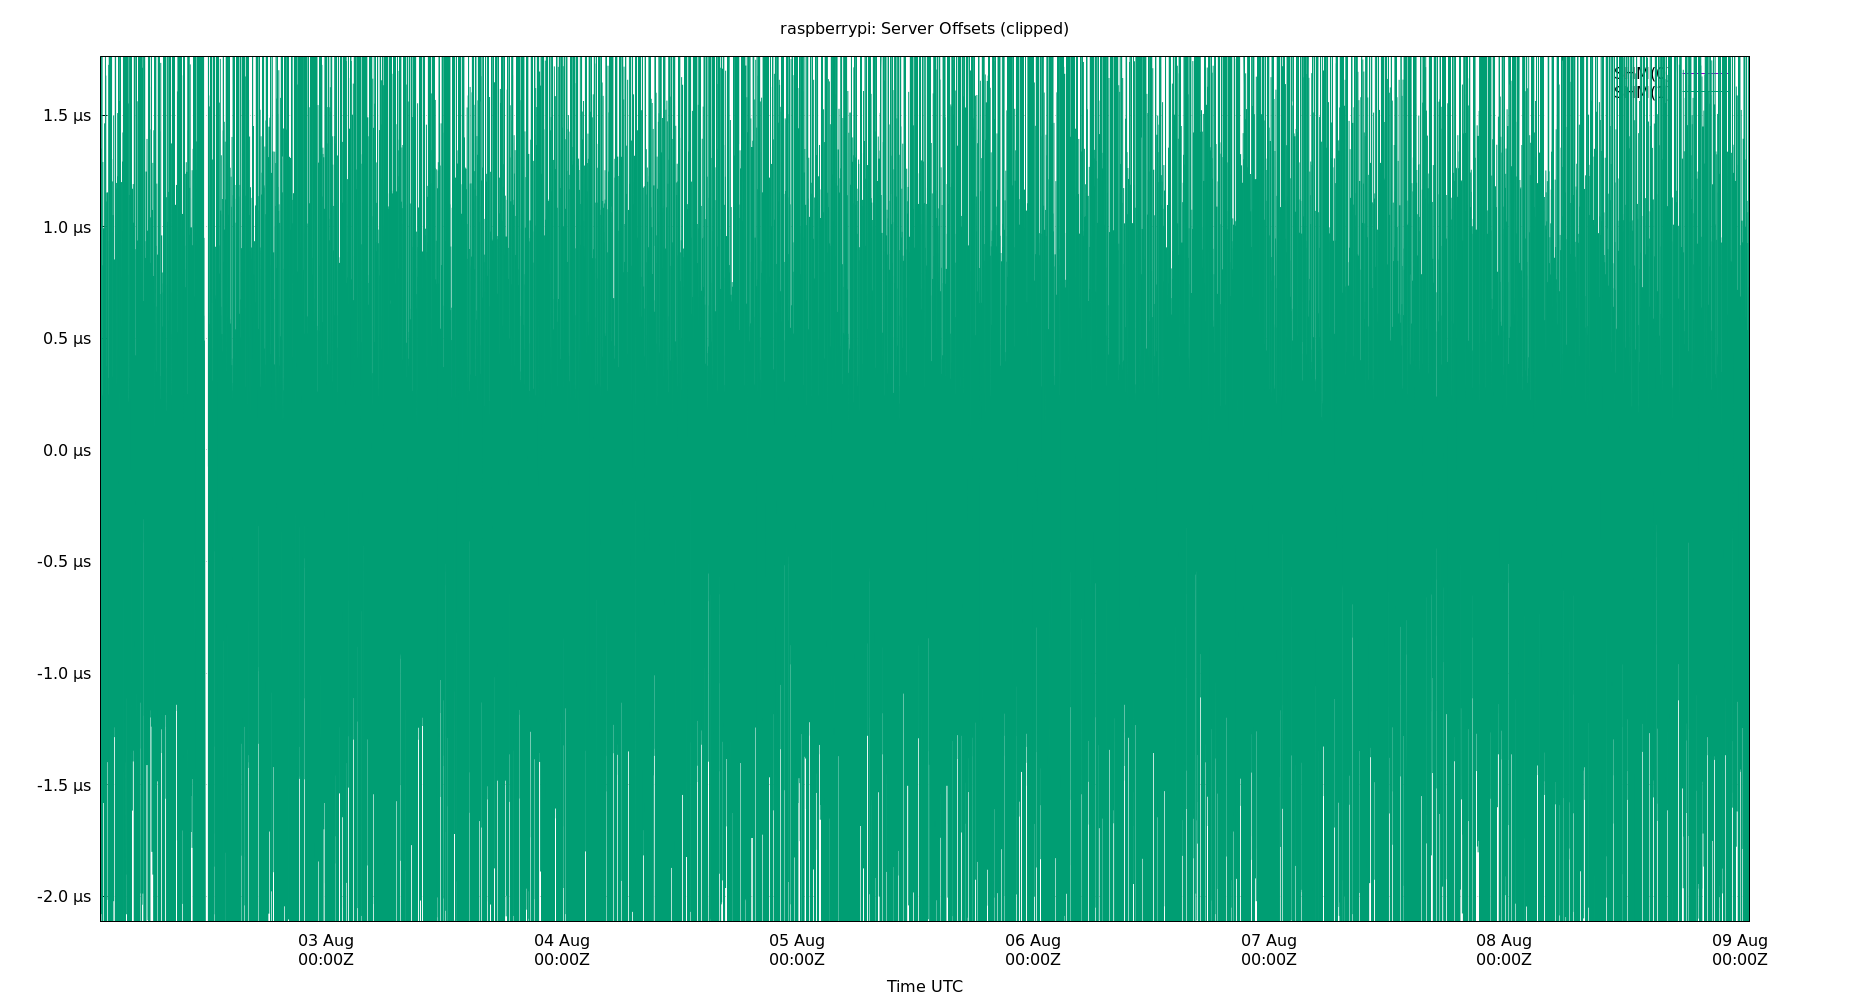 raspberrypi: Server Offsets (clipped)
1.5 µs
1.0 µs
0.5 µs
0.0 µs
-0.5 µs
-1.0 µs
-1.5 µs
-2.0 µs
03 Aug 04 Aug 05 Aug 06 Aug 07 Aug 08 Aug 09 Aug
00:00Z 00:00Z 00:00Z 00:00Z 00:00Z 00:00Z 00:00Z
Time UTC